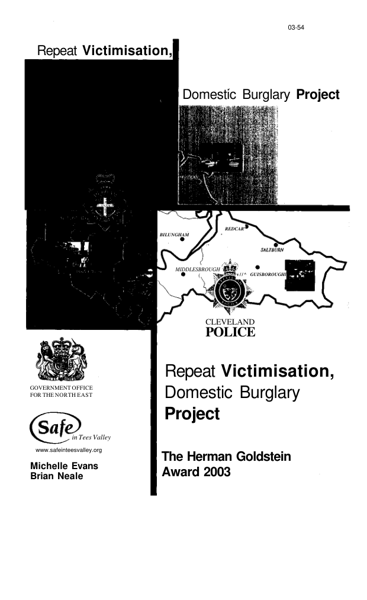 03-54
Repeat Victimisation,
Domestic Burglary Project
BILLINGHAM
REDCAR
SALTBURN
MIDDLESBROUGH
GUISBOROUGH
CLEVELAND
POLICE
GOVERNMENT OFFICE
FOR THE NORTH EAST
Safe
in Tees Valley
www.safeinteesvalley.org
Michelle Evans
Brian Neale
Repeat Victimisation,
Domestic Burglary
Project
The Herman Goldstein
Award 2003